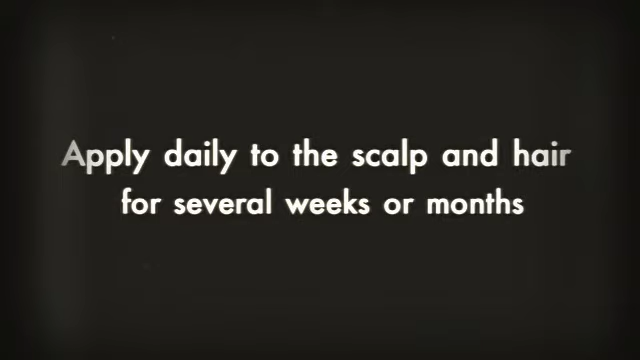 Apply daily to the scalp and hair
for several weeks or months